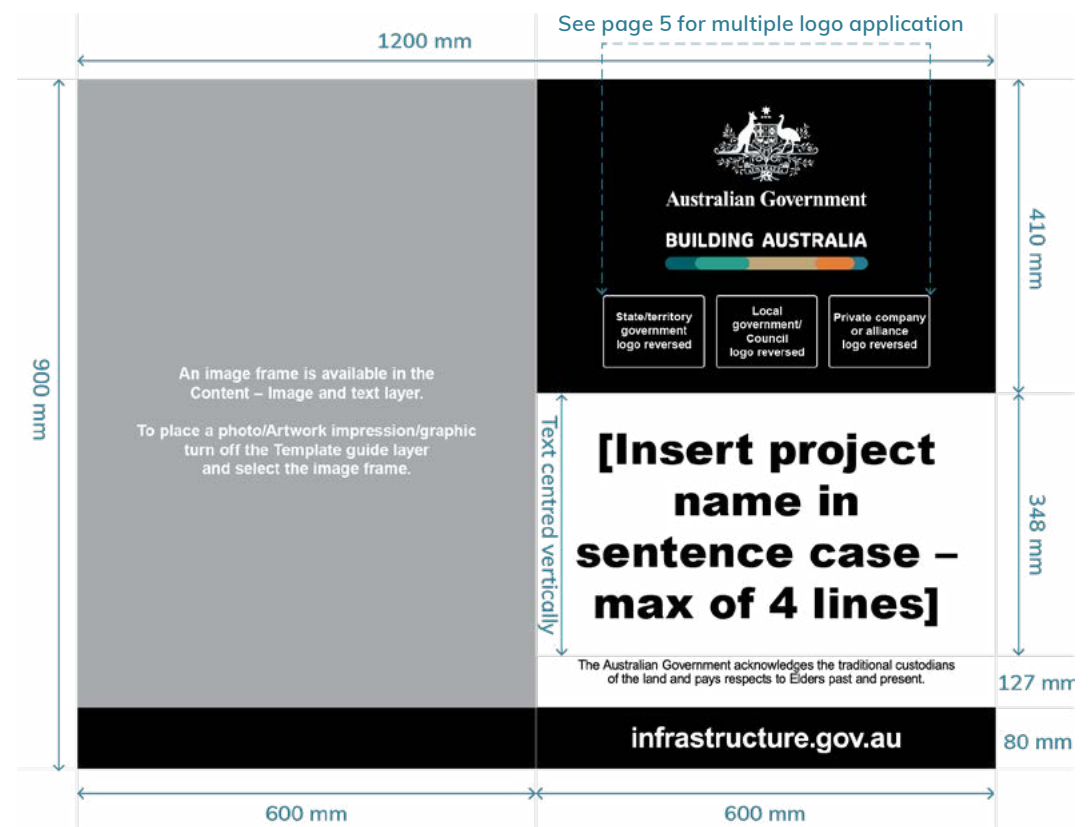 See page 5 for multiple logo application
1200 mm
900 mm
An image frame is available in the
Content – Image and text layer.
To place a photo/Artwork impression/graphic
turn off the Template guide layer
and select the image frame.
Australian Government
BUILDING AUSTRALIA
State/territory
government
logo reversed
Local
government/
Council
logo reversed
Private company
or alliance
logo reversed
410 mm
Text centred vertically
[Insert project
name in
sentence case –
max of 4 lines]
348 mm
The Australian Government acknowledges the traditional custodians
of the land and pays respects to Elders past and present.
127 mm
infrastructure.gov.au
80 mm
600 mm
600 mm